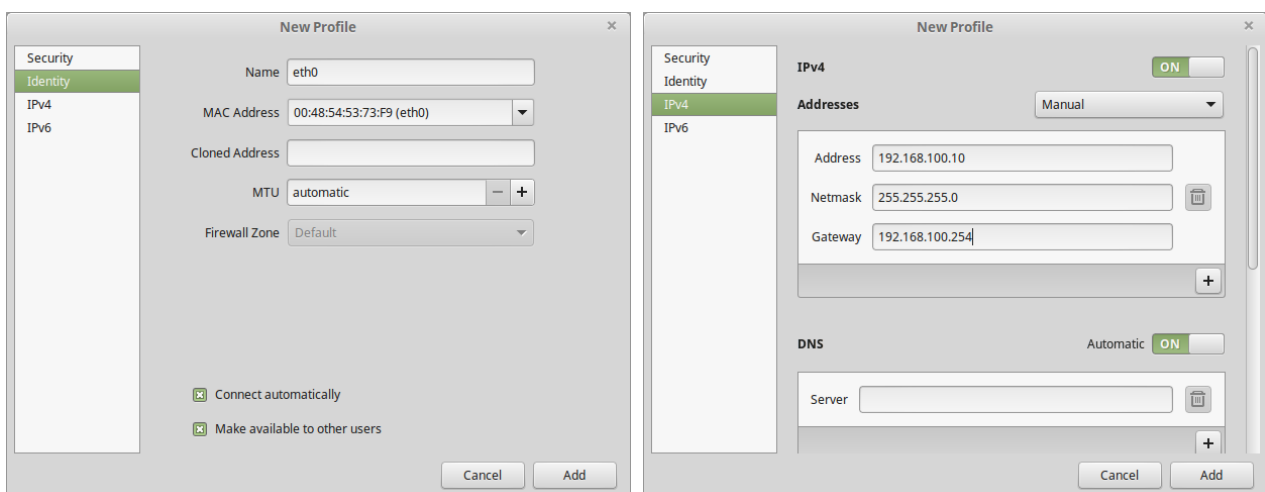 New Profile
Security
Identity
IPv4
IPv6
Name eth0
MAC Address 00:48:54:53:73:F9 (eth0)
Cloned Address
MTU automatic
Firewall Zone Default
Connect automatically
Make available to other users
Cancel Add
New Profile
Security
Identity
IPv4
IPv6
IPv4 ON
Addresses Manual
Address 192.168.100.10
Netmask 255.255.255.0
Gateway 192.168.100.254
DNS Automatic ON
Server
Cancel Add